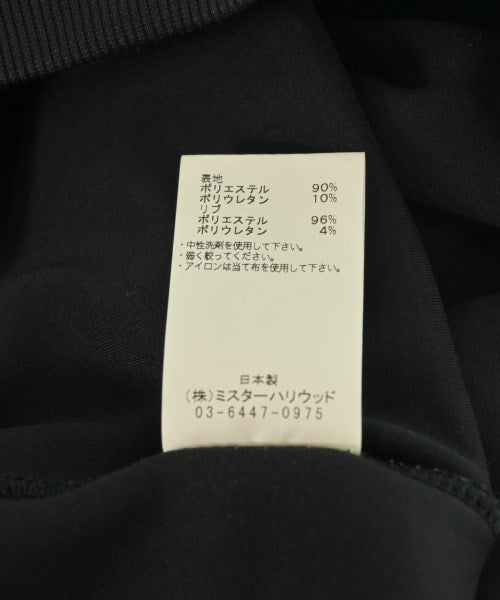 表地
ポリエステル 90%
ポリウレタン 10%
リブ
ポリエステル 96%
ポリウレタン 4%
・中性洗剤を使用して下さい。
・弱く絞ってください。
・アイロンは当て布を使用して下さい。
日本製
(株)ミスターハリウッド
03-6447-0975